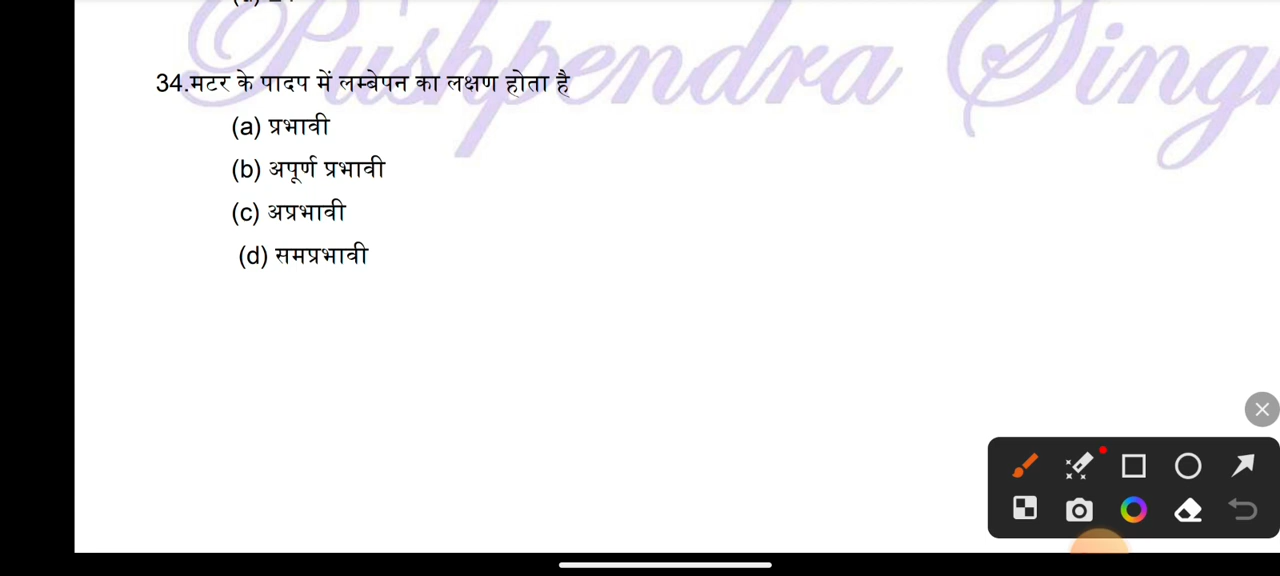 Pushpendra Sing
34.मटर के पादप में लम्बेपन का लक्षण होता है
(a) प्रभावी
(b) अपूर्ण प्रभावी
(c) अप्रभावी
(d) समप्रभावी